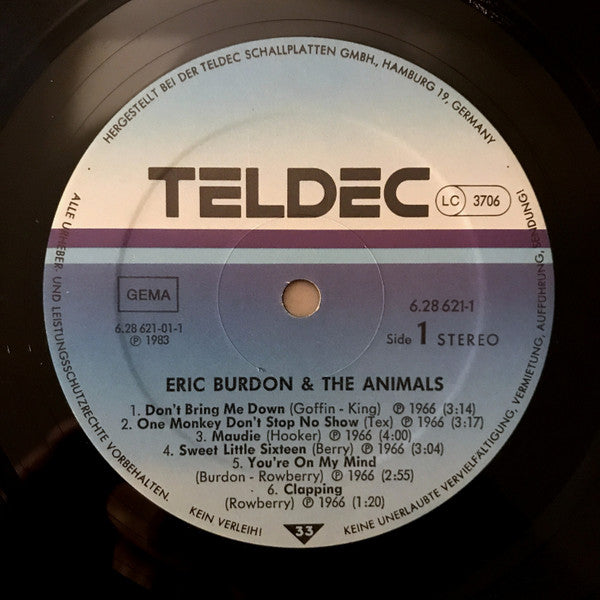 HERGESTELLT BEI DER TELDEC SCHALLPLATTEN GMBH., HAMBURG 19, GERMANY
TELDEC
LC 3706
GEMA
6.28 621-01-1
℗ 1983
6.28 621-1
Side 1 STEREO
ERIC BURDON & THE ANIMALS
1. Don't Bring Me Down (Goffin - King) ℗ 1966 (3:14)
2. One Monkey Don't Stop No Show (Tex) ℗ 1966 (3:17)
3. Maudie (Hooker) ℗ 1966 (4:00)
4. Sweet Little Sixteen (Berry) ℗ 1966 (3:04)
5. You're On My Mind
(Burdon - Rowberry) ℗ 1966 (2:55)
6. Clapping
(Rowberry) ℗ 1966 (1:20)
33
ALLE URHEBER- UND LEISTUNGSSCHUTZRECHTE VORBEHALTEN.
KEIN VERLEIH!
KEINE UNERLAUBTE VERVIELFÄLTIGUNG, VERMIETUNG, AUFFÜHRUNG, SENDUNG!